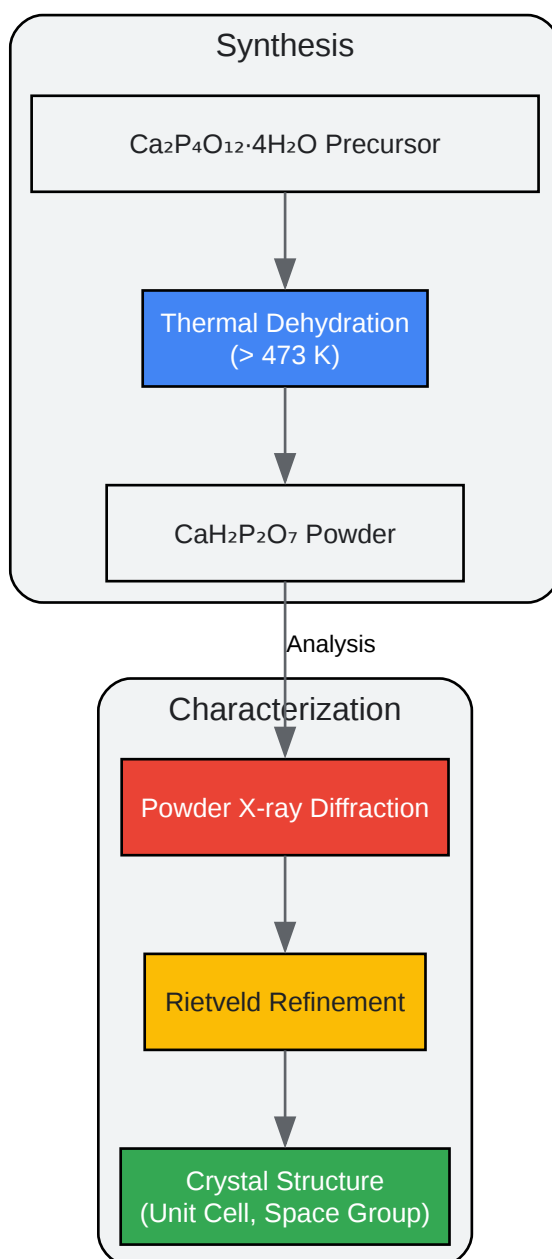 Synthesis
Ca₂P₄O₁₂·4H₂O Precursor
Thermal Dehydration
(> 473 K)
CaH₂P₂O₇ Powder
Analysis
Characterization
Powder X-ray Diffraction
Rietveld Refinement
Crystal Structure
(Unit Cell, Space Group)